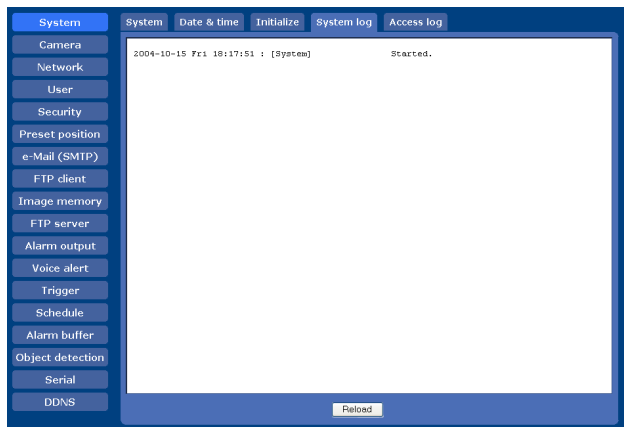 System
Camera
Network
User
Security
Preset position
e-Mail (SMTP)
FTP client
Image memory
FTP server
Alarm output
Voice alert
Trigger
Schedule
Alarm buffer
Object detection
Serial
DDNS
System Date & time Initialize System log Access log
2004-10-15 Fri 18:17:51 : [System] Started.
Reload